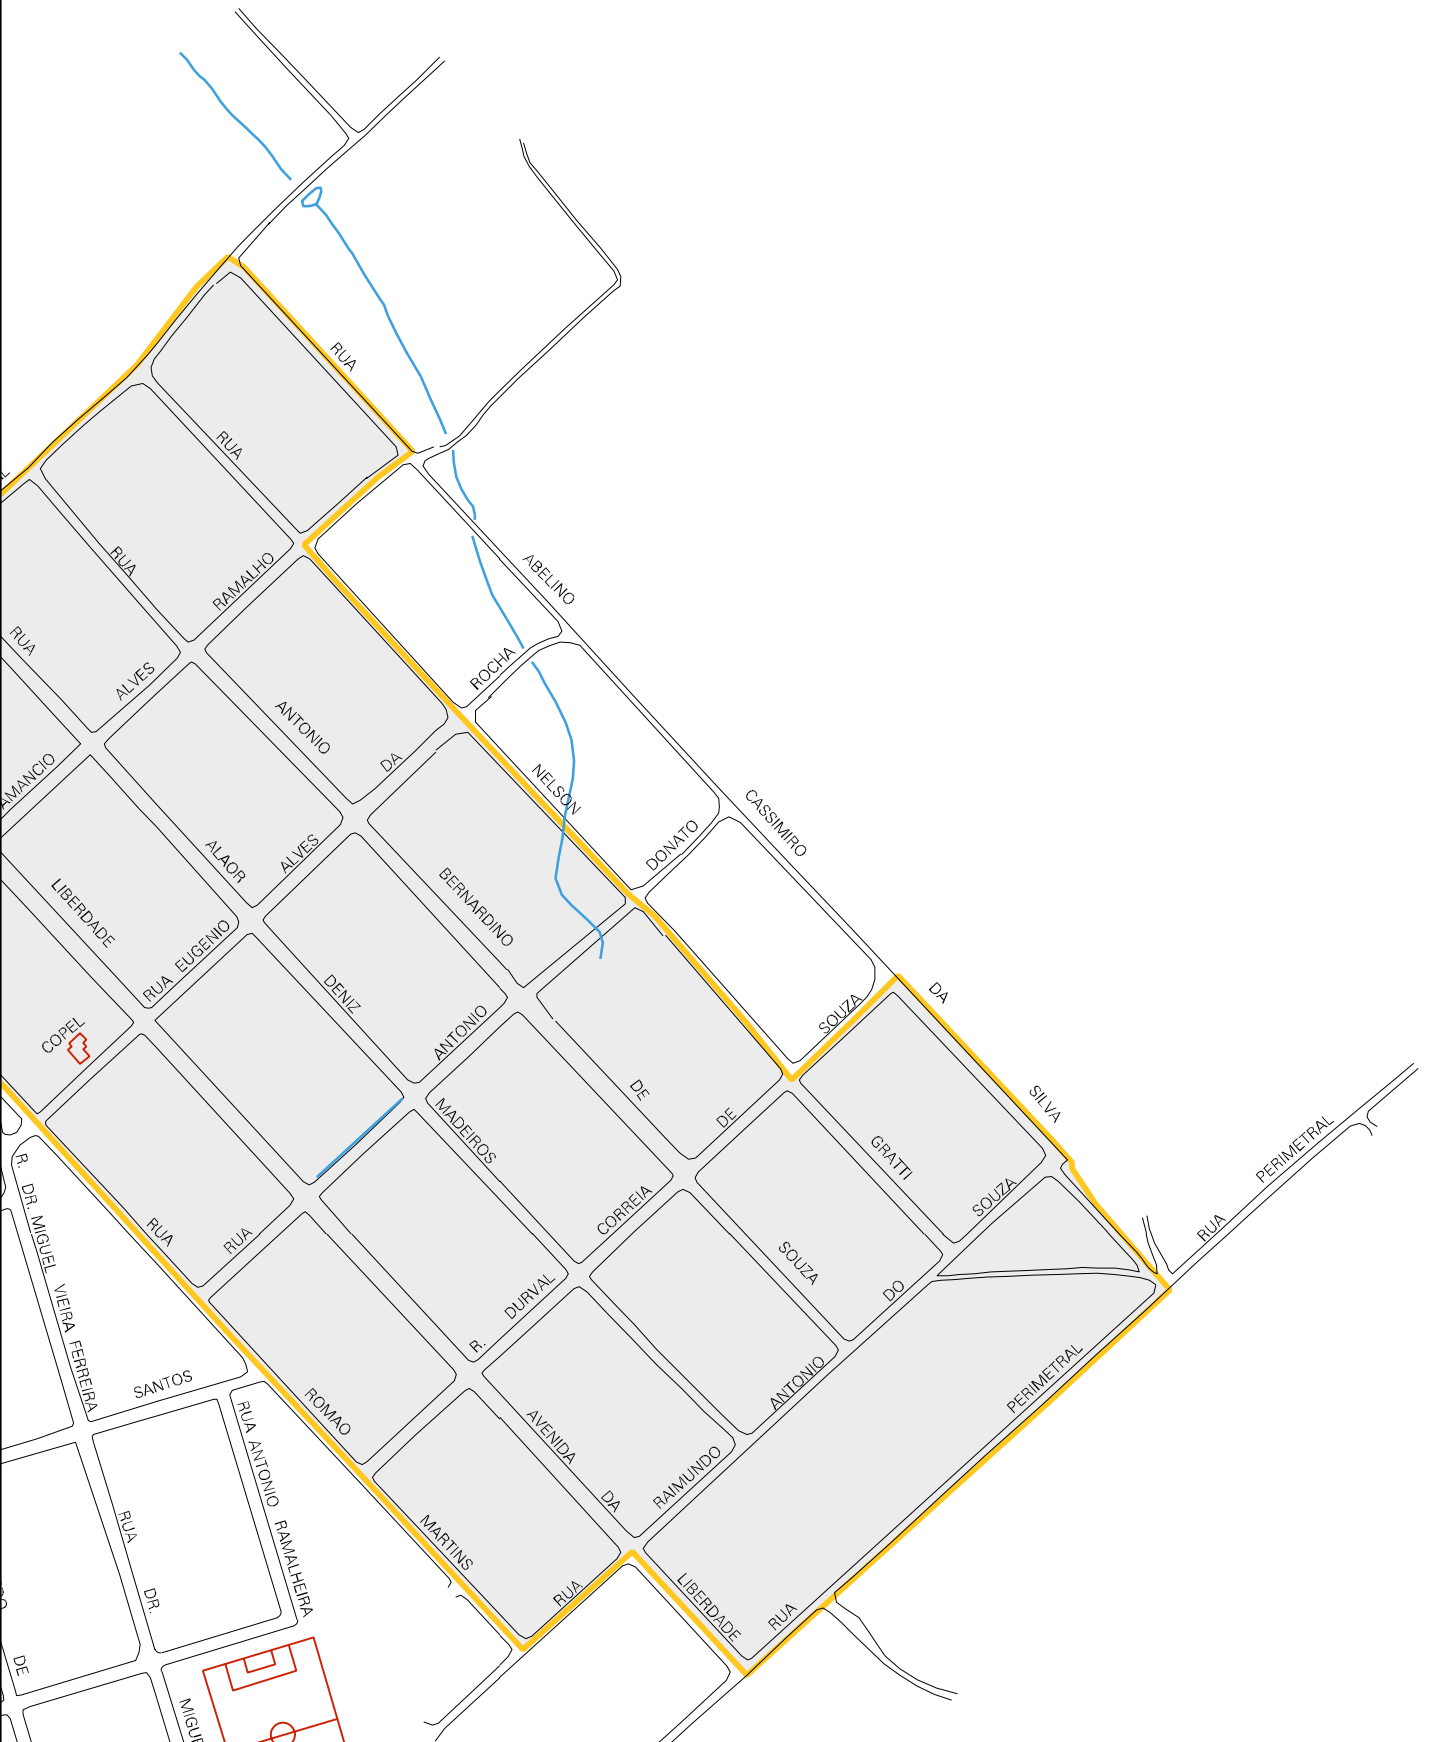 RUA
RUA
RUA
RUA
ABELINO
RAMALHO
ALVES
ROCHA
ANTONIO
DA
AMANCIO
NELSON
CASSIMIRO
DONATO
ALAOR
ALVES
LIBERDADE
BERNARDINO
RUA EUGENIO
DENIZ
DA
SOUZA
ANTONIO
COPEL
DE
DE
SILVA
MADEIROS
GRATTI
PERIMETRAL
R. DR. MIGUEL VIEIRA FERREIRA
SOUZA
CORREIA
RUA
RUA
RUA
SOUZA
DO
DURVAL
R.
PERIMETRAL
SANTOS
ANTONIO
ROMAO
RUA ANTONIO RAMALHEIRA
AVENIDA
DA
RAIMUNDO
RUA
DR.
MARTINS
RUA
LIBERDADE
RUA
DE